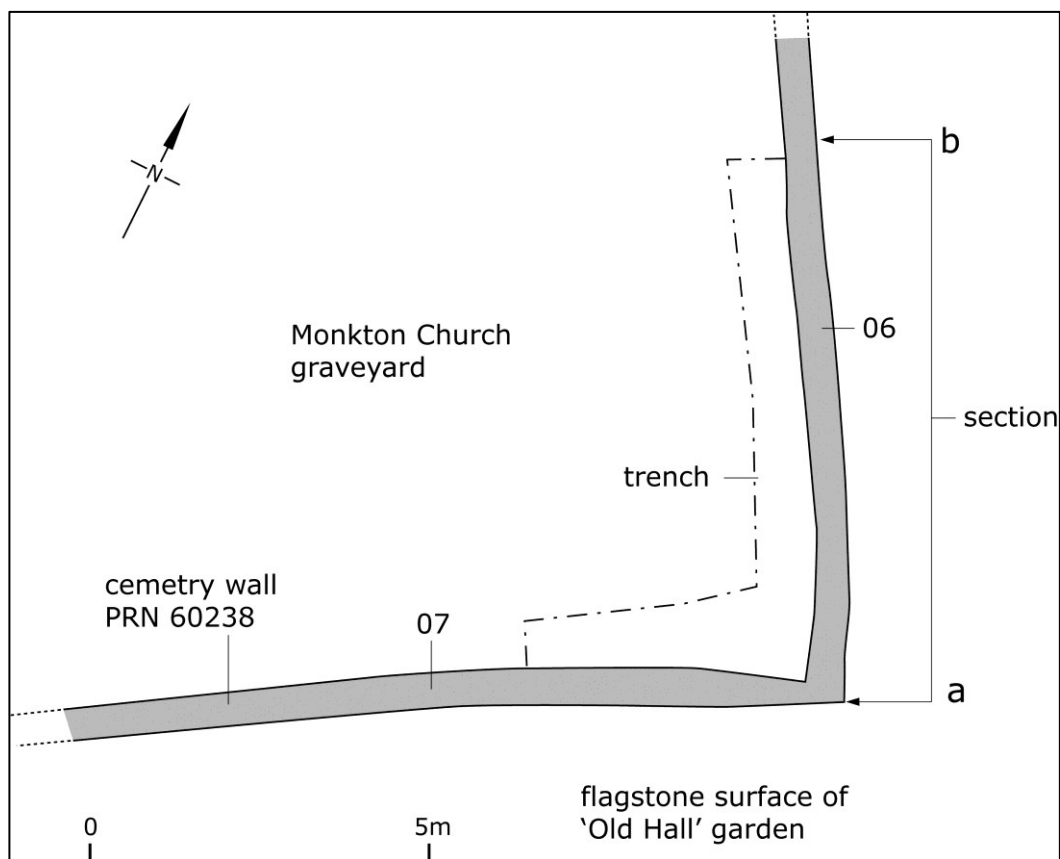 b
N
Monkton Church
graveyard
06
section
trench
cemetry wall
PRN 60238
07
a
flagstone surface of
‘Old Hall’ garden
0
5m